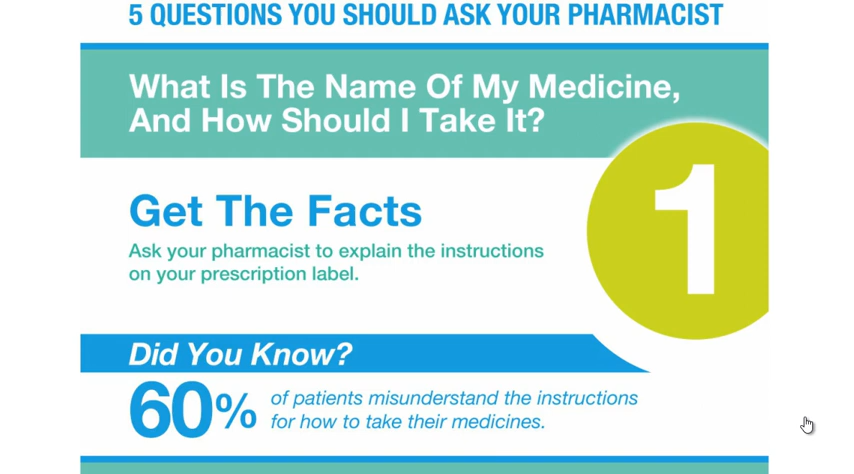 5 QUESTIONS YOU SHOULD ASK YOUR PHARMACIST
What Is The Name Of My Medicine,
And How Should I Take It?
1
Get The Facts
Ask your pharmacist to explain the instructions
on your prescription label.
Did You Know?
60% of patients misunderstand the instructions
for how to take their medicines.